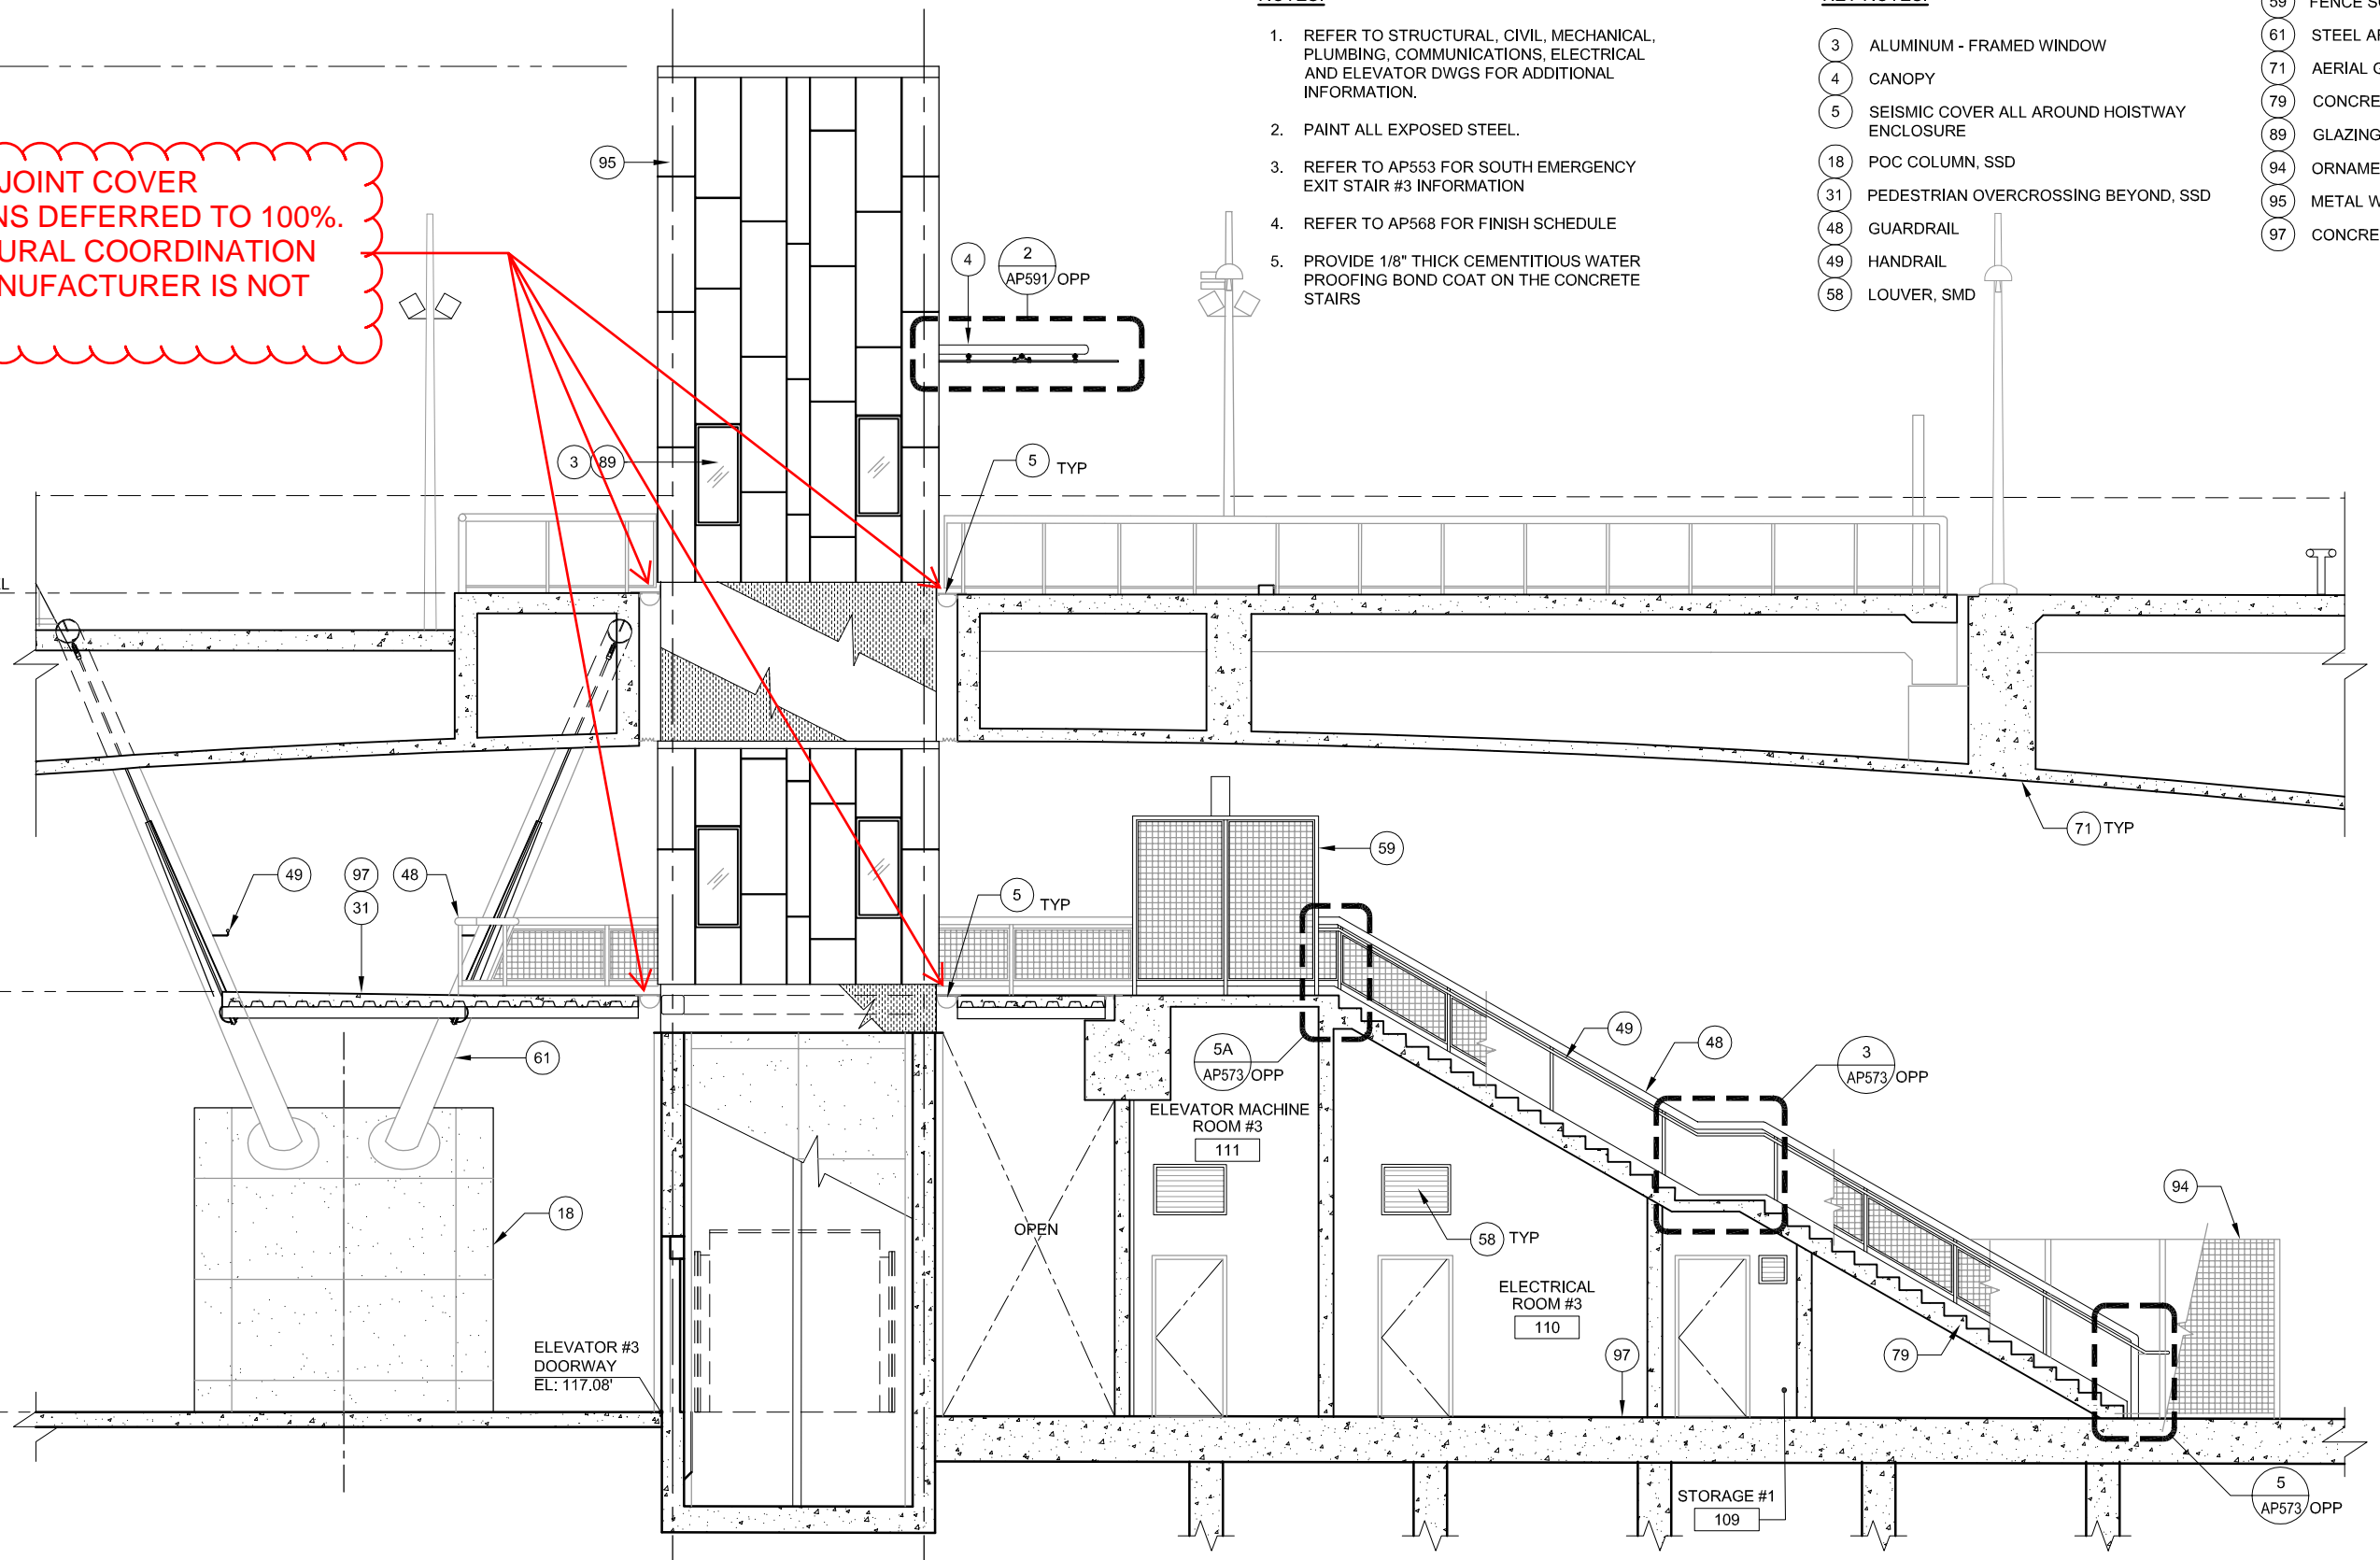 JOINT COVER
NS DEFERRED TO 100%.
URAL COORDINATION
NUFACTURER IS NOT
NOTES:
1. REFER TO STRUCTURAL, CIVIL, MECHANICAL,
PLUMBING, COMMUNICATIONS, ELECTRICAL
AND ELEVATOR DWGS FOR ADDITIONAL
INFORMATION.
2. PAINT ALL EXPOSED STEEL.
3. REFER TO AP553 FOR SOUTH EMERGENCY
EXIT STAIR #3 INFORMATION
4. REFER TO AP568 FOR FINISH SCHEDULE
5. PROVIDE 1/8" THICK CEMENTITIOUS WATER
PROOFING BOND COAT ON THE CONCRETE
STAIRS
KEY NOTES:
3 ALUMINUM - FRAMED WINDOW
4 CANOPY
5 SEISMIC COVER ALL AROUND HOISTWAY
ENCLOSURE
18 POC COLUMN, SSD
31 PEDESTRIAN OVERCROSSING BEYOND, SSD
48 GUARDRAIL
49 HANDRAIL
58 LOUVER, SMD
59 FENCE
61 STEEL
71 AERIAL
79 CONCRE
89 GLAZING
94 ORNAME
95 METAL
97 CONCRE
95
4
2
AP591 OPP
3 89
5 TYP
71 TYP
59
49
97
31
48
5 TYP
61
18
5A
AP573 OPP
49
48
3
AP573 OPP
ELEVATOR MACHINE
ROOM #3
111
94
OPEN
58 TYP
ELECTRICAL
ROOM #3
110
ELEVATOR #3
DOORWAY
EL: 117.08'
97
79
STORAGE #1
109
5
AP573 OPP